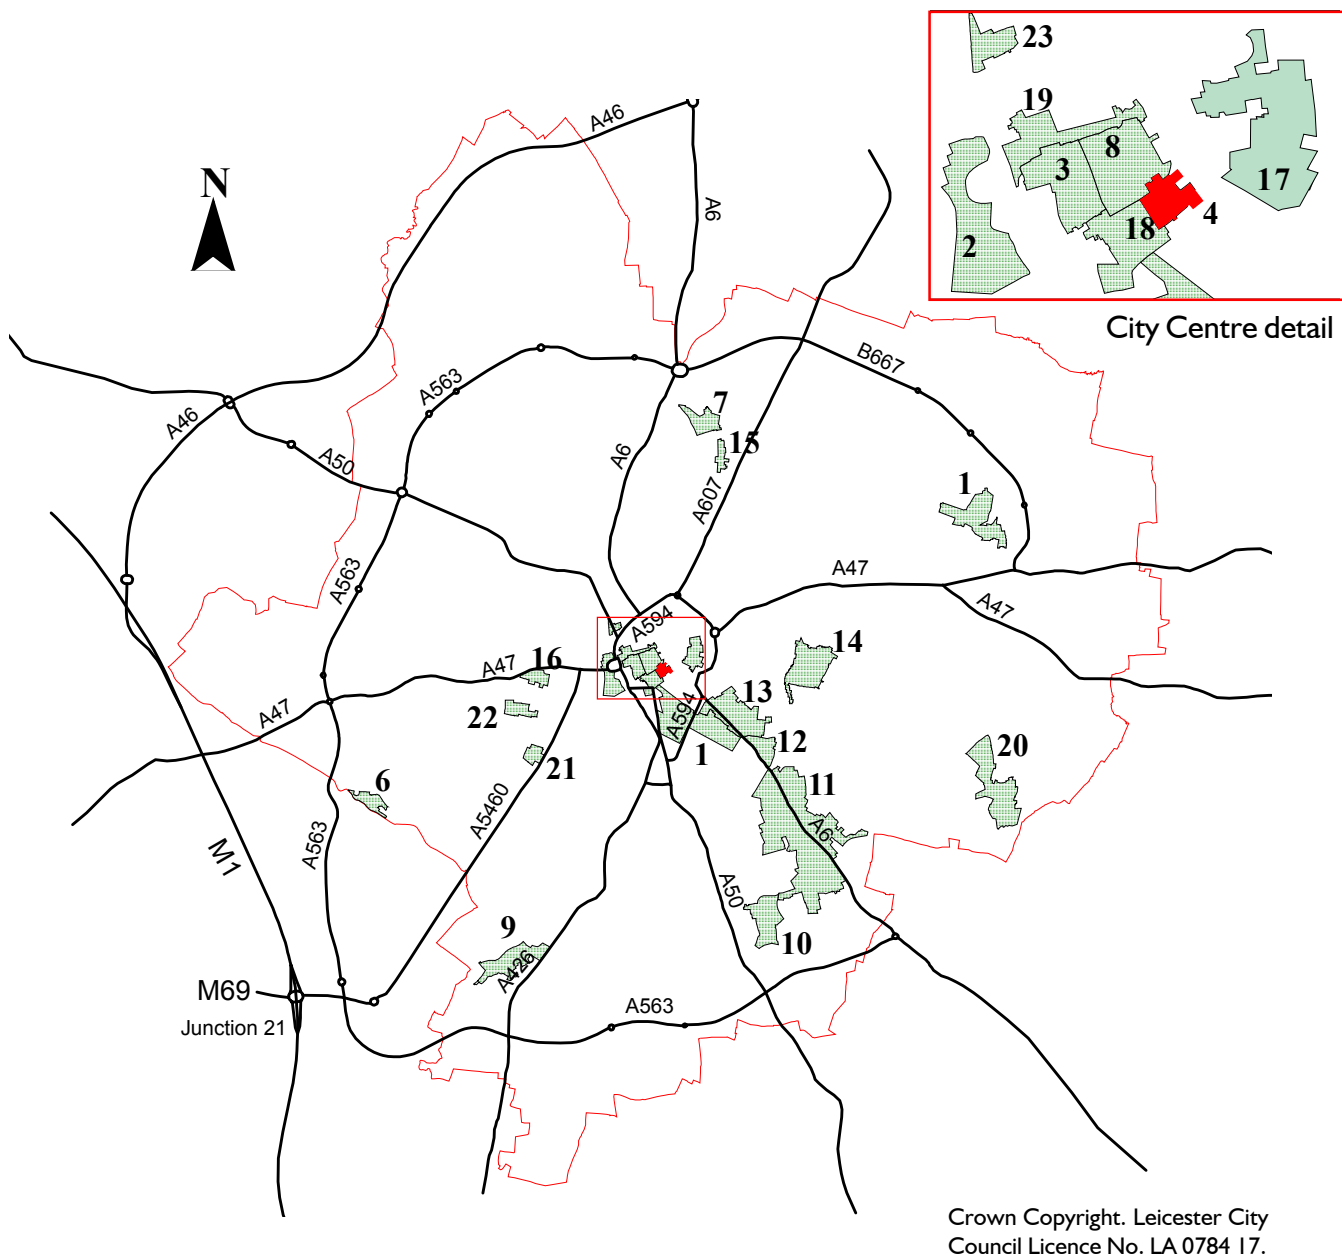 23
19
8
3
17
4
18
2
City Centre detail
N
A46
A6
B667
A563
A46
7
15
A6
A50
A607
1
A563
A47
A47
A594
14
16
A47
13
A47
22
A594
12
1
20
21
11
6
A5460
A6
A563
M1
A50
9
10
A426
M69
A563
Junction 21
Crown Copyright. Leicester City
Council Licence No. LA 0784 17.